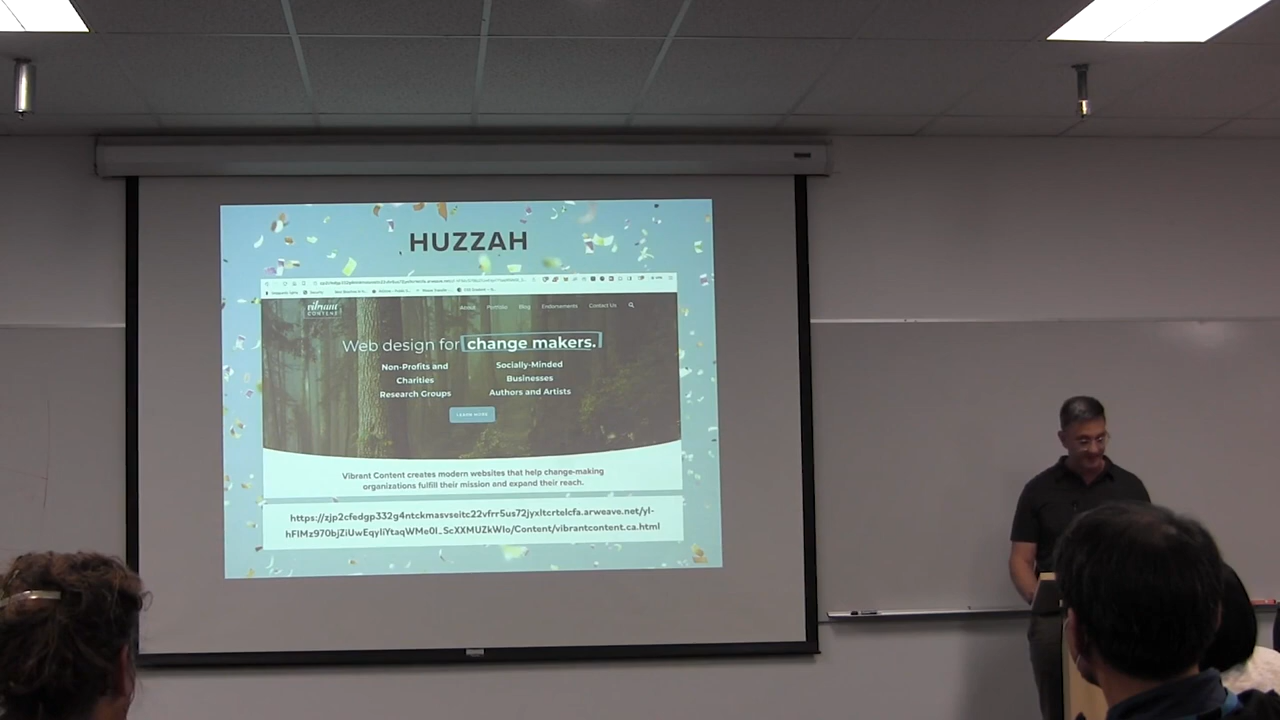 HUZZAH
vibrant
CONTENT
About Portfolio Blog Endorsements Contact Us
Web design for change makers.
Non-Profits and
Charities
Research Groups
Socially-Minded
Businesses
Authors and Artists
LEARN MORE
Vibrant Content creates modern websites that help change-making
organizations fulfill their mission and expand their reach.
https://zjp2cfedgp332g4ntckmasvseitc22vfrr5us72jyxltcrtelcfa.arweave.net/yl-
hFIMz970bjZiUwEqyIiYtaqWMe0l_ScXXMUZkWIo/Content/vibrantcontent.ca.html